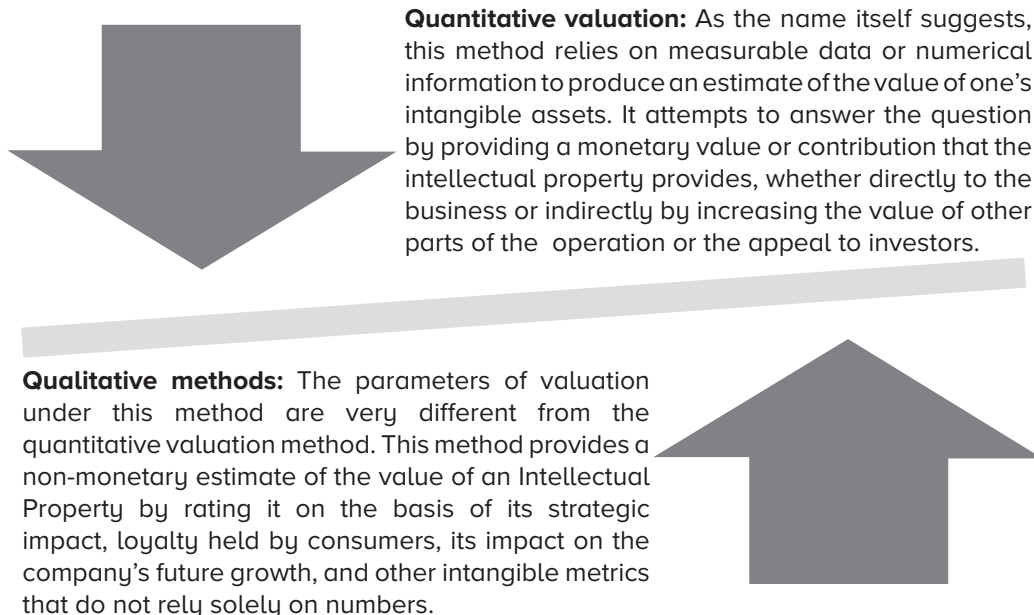 Quantitative valuation: As the name itself suggests,
this method relies on measurable data or numerical
information to produce an estimate of the value of one’s
intangible assets. It attempts to answer the question
by providing a monetary value or contribution that the
intellectual property provides, whether directly to the
business or indirectly by increasing the value of other
parts of the operation or the appeal to investors.
Qualitative methods: The parameters of valuation
under this method are very different from the
quantitative valuation method. This method provides a
non-monetary estimate of the value of an Intellectual
Property by rating it on the basis of its strategic
impact, loyalty held by consumers, its impact on the
company’s future growth, and other intangible metrics
that do not rely solely on numbers.